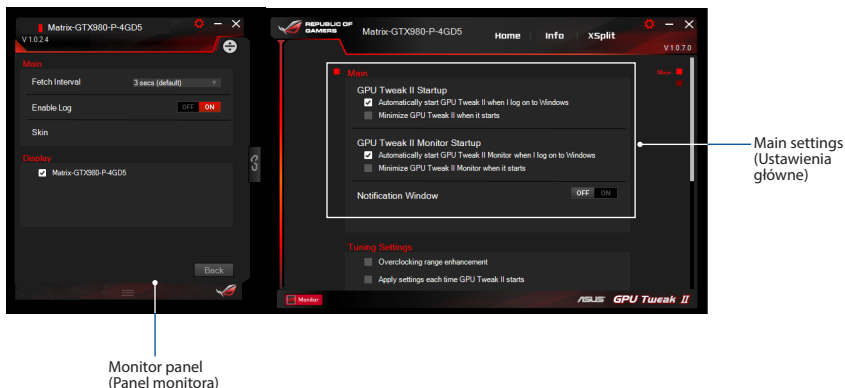 Matrix-GTX980-P-4GD5
V 1.0.2.4
Main
Fetch Interval 3 secs (default)
Enable Log OFF ON
Skin
Display
Matrix-GTX980-P-4GD5
Back
Monitor panel
(Panel monitora)
REPUBLIC OF
GAMERS
Matrix-GTX980-P-4GD5
Home Info XSplit
V 1.0.7.0
Main
Main
GPU Tweak II Startup
Automatically start GPU Tweak II when I log on to Windows
Minimize GPU Tweak II when it starts
GPU Tweak II Monitor Startup
Automatically start GPU Tweak II Monitor when I log on to Windows
Minimize GPU Tweak II Monitor when it starts
Notification Window OFF ON
Tuning Settings
Overclocking range enhancement
Apply settings each time GPU Tweak II starts
Monitor
ASUS GPU Tweak II
Main settings
(Ustawienia
główne)